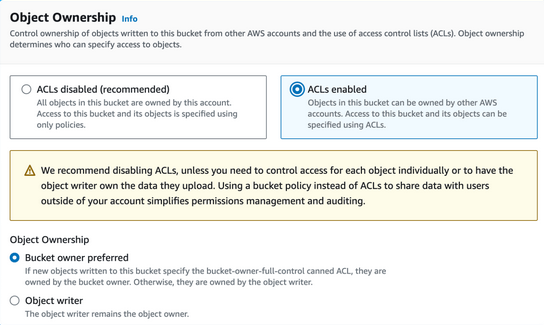 Object Ownership Info
Control ownership of objects written to this bucket from other AWS accounts and the use of access control lists (ACLs). Object ownership
determines who can specify access to objects.
ACLs disabled (recommended)
All objects in this bucket are owned by this account.
Access to this bucket and its objects is specified using
only policies.
ACLs enabled
Objects in this bucket can be owned by other AWS
accounts. Access to this bucket and its objects can be
specified using ACLs.
We recommend disabling ACLs, unless you need to control access for each object individually or to have the
object writer own the data they upload. Using a bucket policy instead of ACLs to share data with users
outside of your account simplifies permissions management and auditing.
Object Ownership
Bucket owner preferred
If new objects written to this bucket specify the bucket-owner-full-control canned ACL, they are
owned by the bucket owner. Otherwise, they are owned by the object writer.
Object writer
The object writer remains the object owner.